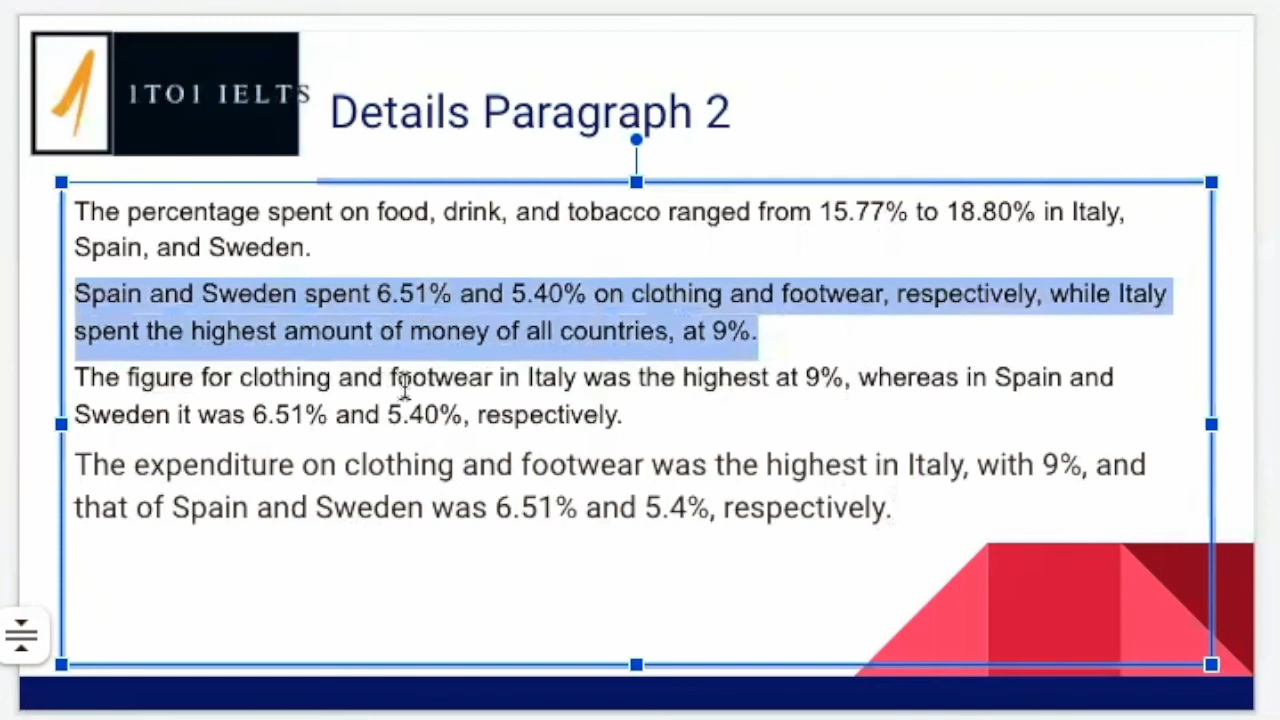 1TO1 IELTS
Details Paragraph 2
The percentage spent on food, drink, and tobacco ranged from 15.77% to 18.80% in Italy,
Spain, and Sweden.
Spain and Sweden spent 6.51% and 5.40% on clothing and footwear, respectively, while Italy
spent the highest amount of money of all countries, at 9%.
The figure for clothing and footwear in Italy was the highest at 9%, whereas in Spain and
Sweden it was 6.51% and 5.40%, respectively.
The expenditure on clothing and footwear was the highest in Italy, with 9%, and
that of Spain and Sweden was 6.51% and 5.4%, respectively.